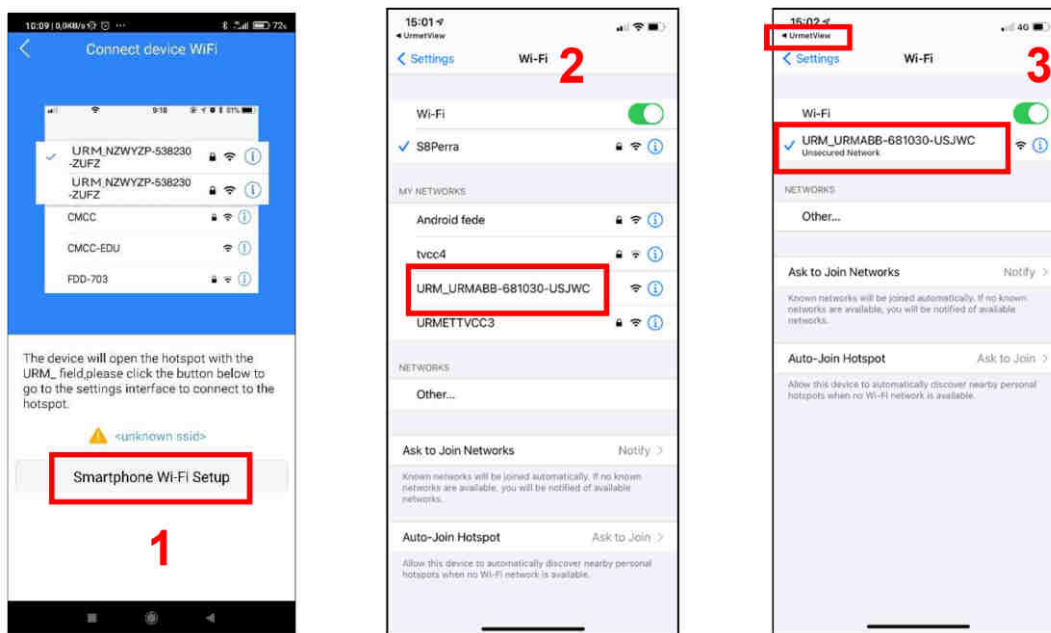 10:09 | 0,0KB/s ··· 72%
Connect device WiFi
9:18 51%
URM_NZWYZP-538230
-ZUFZ
URM_NZWYZP-538230
-ZUFZ
CMCC
CMCC-EDU
FDD-703
The device will open the hotspot with the
URM_ field,please click the button below to
go to the settings interface to connect to the
hotspot.
<unknown ssid>
Smartphone Wi-Fi Setup
1
15:01
UrmetView
Settings Wi-Fi 2
Wi-Fi
S8Perra
MY NETWORKS
Android fede
tvcc4
URM_URMABB-681030-USJWC
URMETTVCC3
NETWORKS
Other...
Ask to Join Networks Notify
Known networks will be joined automatically. If no known
networks are available, you will be notified of available
networks.
Auto-Join Hotspot Ask to Join
Allow this device to automatically discover nearby personal
hotspots when no Wi-Fi network is available.
15:02 4G
UrmetView
Settings Wi-Fi 3
Wi-Fi
URM_URMABB-681030-USJWC
Unsecured Network
NETWORKS
Other...
Ask to Join Networks Notify
Known networks will be joined automatically. If no known
networks are available, you will be notified of available
networks.
Auto-Join Hotspot Ask to Join
Allow this device to automatically discover nearby personal
hotspots when no Wi-Fi network is available.